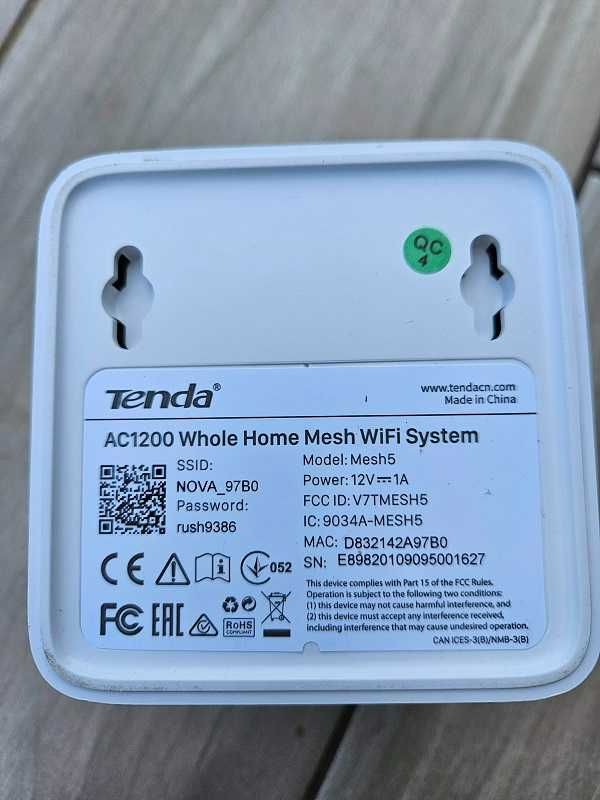 QC
4
Tenda®
www.tendacn.com
Made in China
AC1200 Whole Home Mesh WiFi System
SSID:
NOVA_97B0
Password:
rush9386
Model: Mesh5
Power: 12V⎓1A
FCC ID: V7TMESH5
IC: 9034A-MESH5
MAC: D832142A97B0
SN: E89820109095001627
CE
052
FC EAC
RoHS
COMPLIANT
This device complies with Part 15 of the FCC Rules.
Operation is subject to the following two conditions:
(1) this device may not cause harmful interference, and
(2) this device must accept any interference received,
including interference that may cause undesired operation.
CAN ICES-3(B)/NMB-3(B)